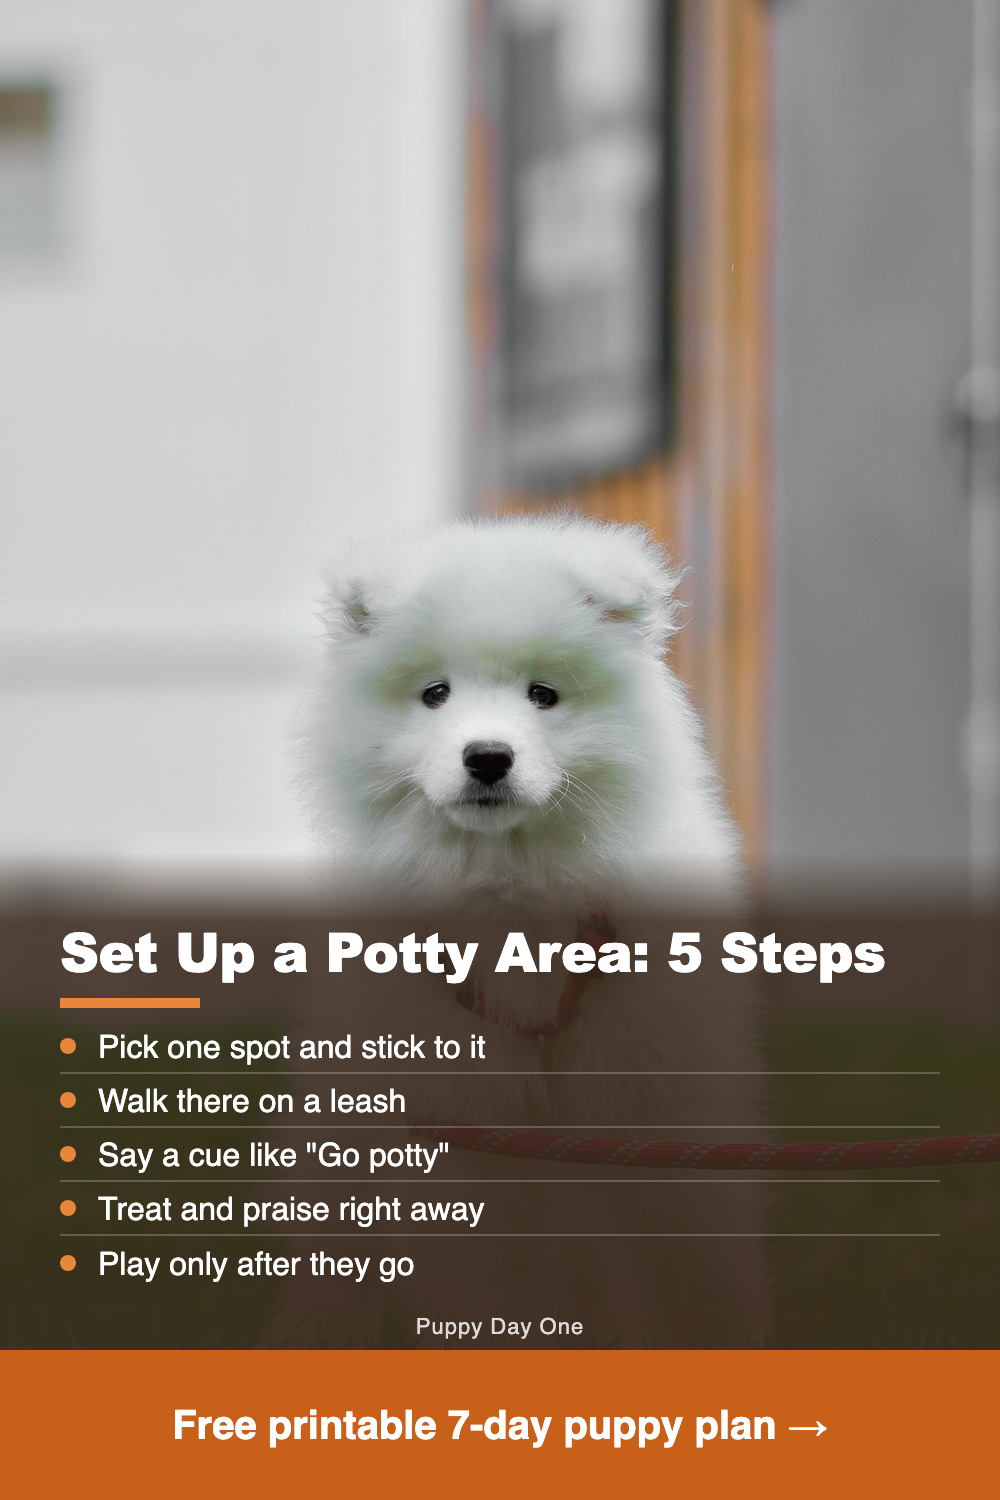 Set Up a Potty Area: 5 Steps
Pick one spot and stick to it
Walk there on a leash
Say a cue like "Go potty"
Treat and praise right away
Play only after they go
Puppy Day One
Free printable 7-day puppy plan →